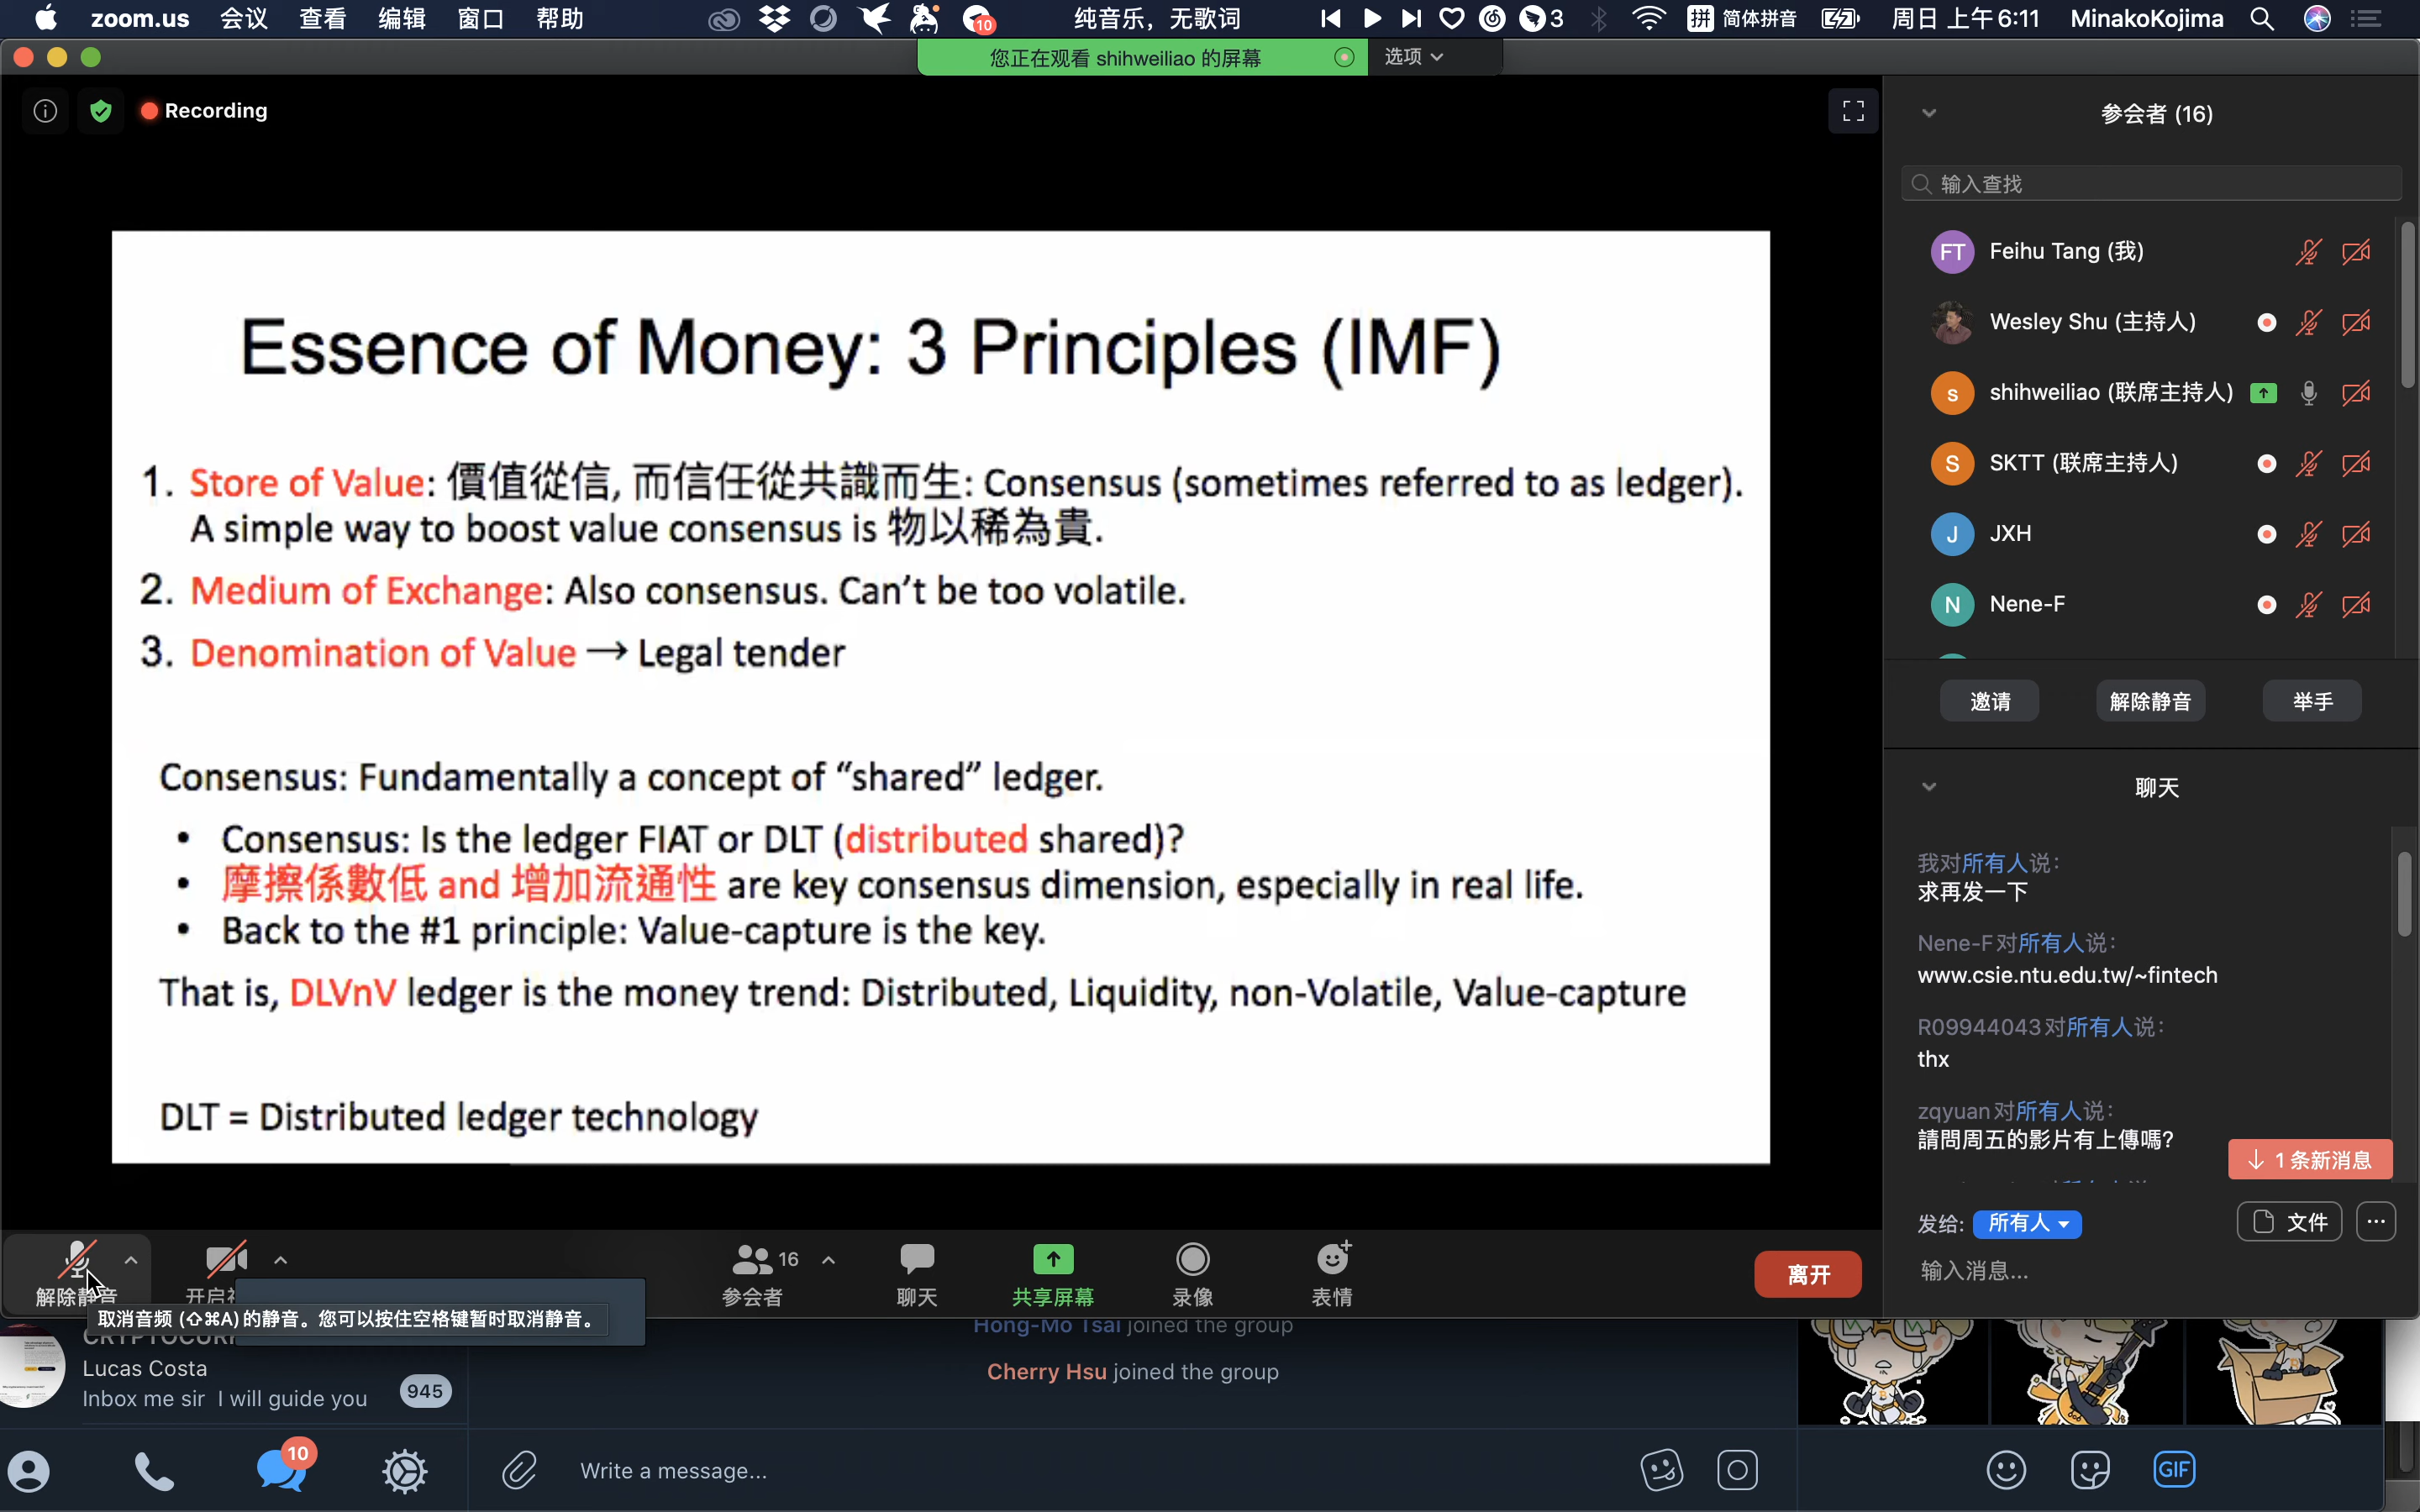 zoom.us 会议 查看 编辑 窗口 帮助 10 纯音乐，无歌词 3 拼 简体拼音 周日 上午6:11 MinakoKojima
您正在观看 shihweiliao 的屏幕 选项
Recording
Essence of Money: 3 Principles (IMF)
1. Store of Value: 價值從信, 而信任從共識而生: Consensus (sometimes referred to as ledger).
A simple way to boost value consensus is 物以稀為貴.
2. Medium of Exchange: Also consensus. Can't be too volatile.
3. Denomination of Value → Legal tender
Consensus: Fundamentally a concept of “shared” ledger.
• Consensus: Is the ledger FIAT or DLT (distributed shared)?
• 摩擦係數低 and 增加流通性 are key consensus dimension, especially in real life.
• Back to the #1 principle: Value-capture is the key.
That is, DLVnV ledger is the money trend: Distributed, Liquidity, non-Volatile, Value-capture
DLT = Distributed ledger technology
参会者 (16)
输入查找
FT Feihu Tang (我)
Wesley Shu (主持人)
s shihweiliao (联席主持人)
S SKTT (联席主持人)
J JXH
N Nene-F
邀请 解除静音 举手
聊天
我对所有人说:
求再发一下
Nene-F对所有人说:
www.csie.ntu.edu.tw/~fintech
R09944043对所有人说:
thx
zqyuan对所有人说:
請問周五的影片有上傳嗎?
1 条新消息
发给: 所有人 文件
输入消息...
解除静音 开启 16 参会者 聊天 共享屏幕 录像 表情 离开
取消音频 (⇧⌘A) 的静音。您可以按住空格键暂时取消静音。
Lucas Costa
Inbox me sir I will guide you 945
Hong-Mo Tsai joined the group
Cherry Hsu joined the group
10 Write a message... GIF